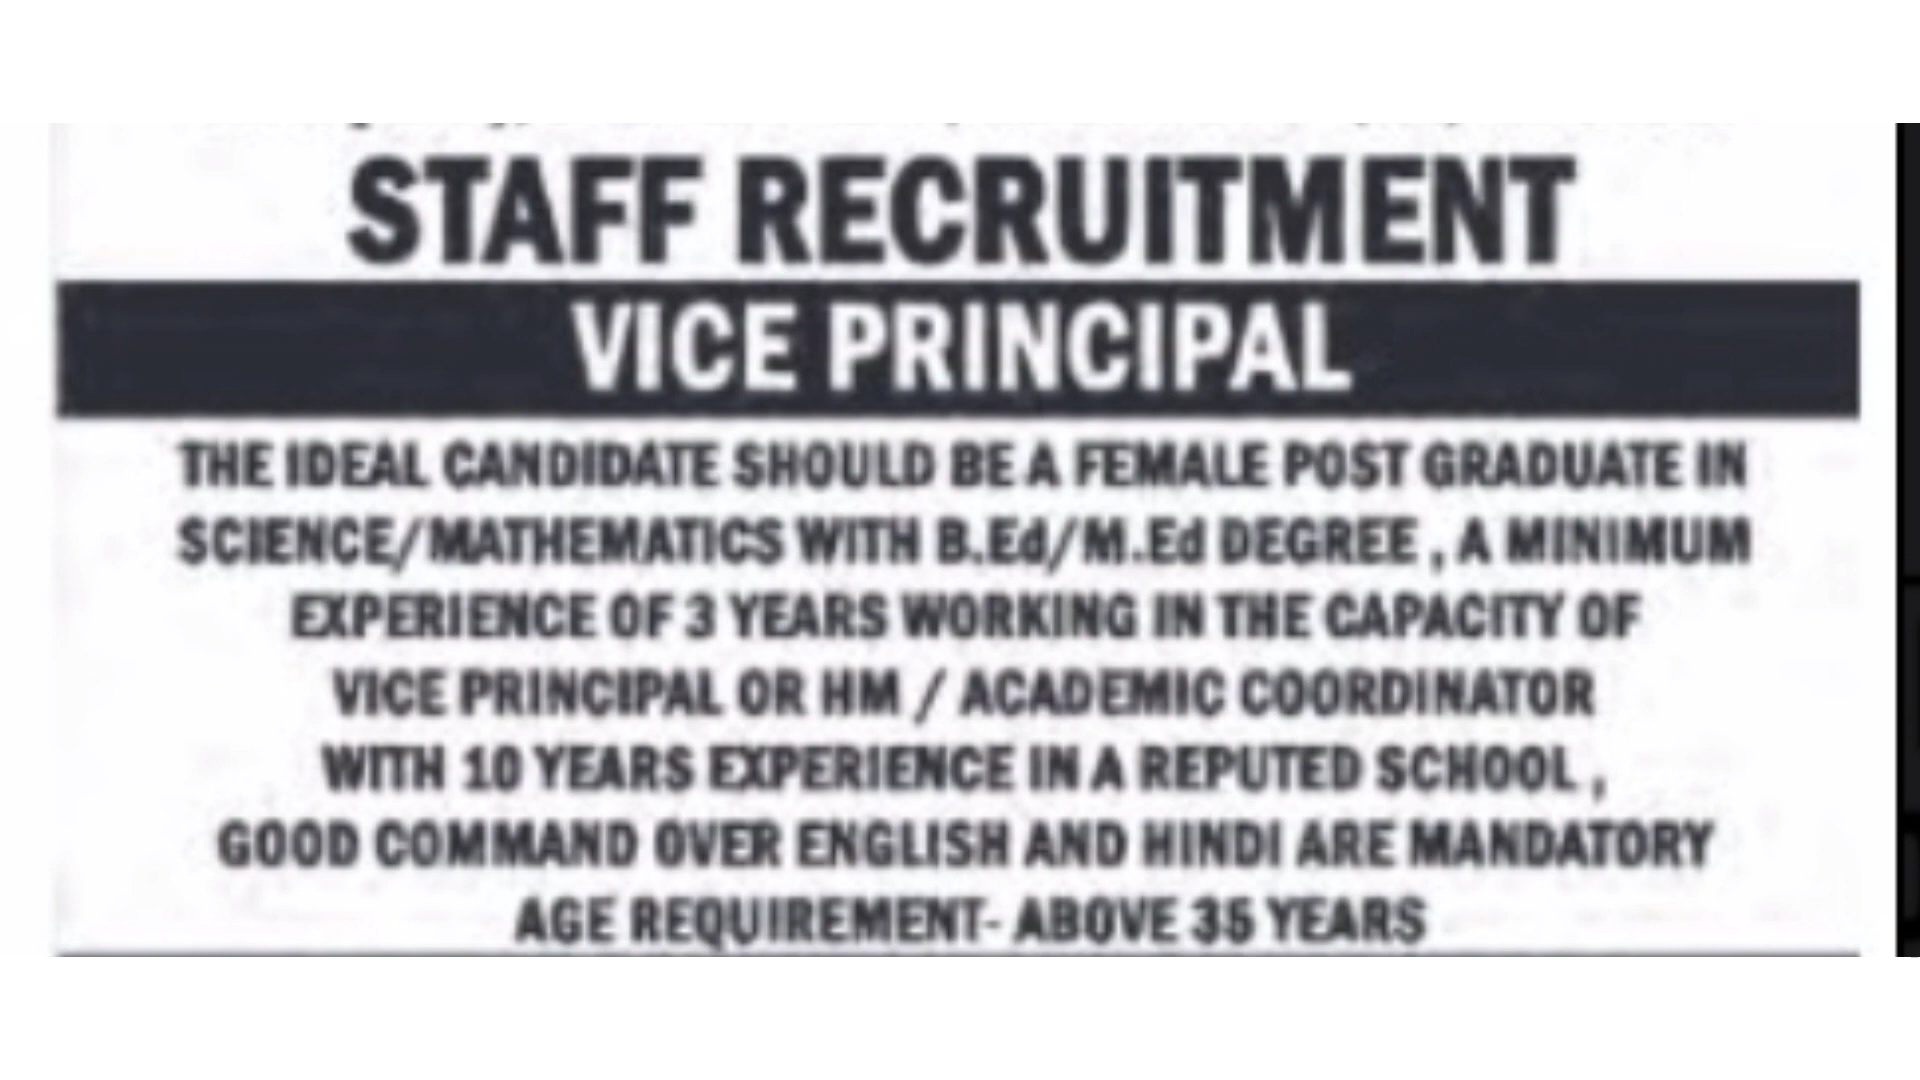 STAFF RECRUITMENT
VICE PRINCIPAL
THE IDEAL CANDIDATE SHOULD BE A FEMALE POST GRADUATE IN
SCIENCE/MATHEMATICS WITH B.Ed/M.Ed DEGREE , A MINIMUM
EXPERIENCE OF 3 YEARS WORKING IN THE CAPACITY OF
VICE PRINCIPAL OR HM / ACADEMIC COORDINATOR
WITH 10 YEARS EXPERIENCE IN A REPUTED SCHOOL ,
GOOD COMMAND OVER ENGLISH AND HINDI ARE MANDATORY
AGE REQUIREMENT- ABOVE 35 YEARS